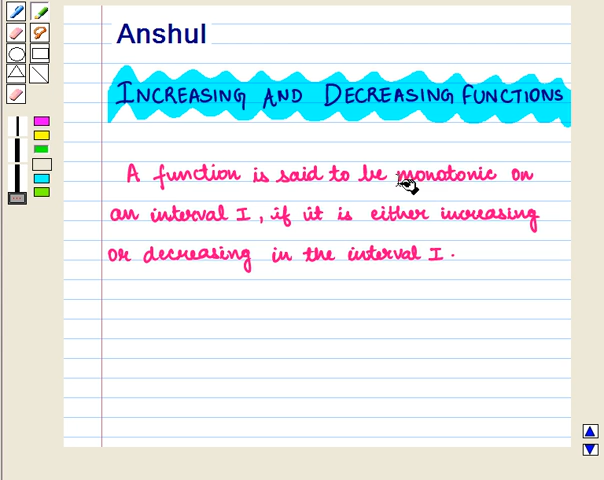 Anshul
INCREASING AND DECREASING FUNCTIONS
A function is said to be monotonic on
an interval I, if it is either increasing
or decreasing in the interval I.